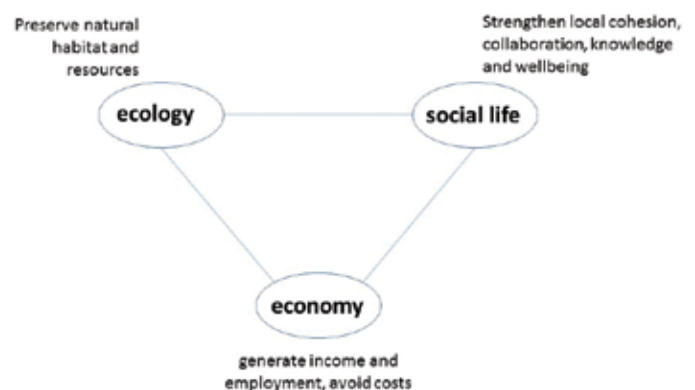 Preserve natural
habitat and
resources
Strengthen local cohesion,
collaboration, knowledge
and wellbeing
ecology
social life
economy
generate income and
employment, avoid costs